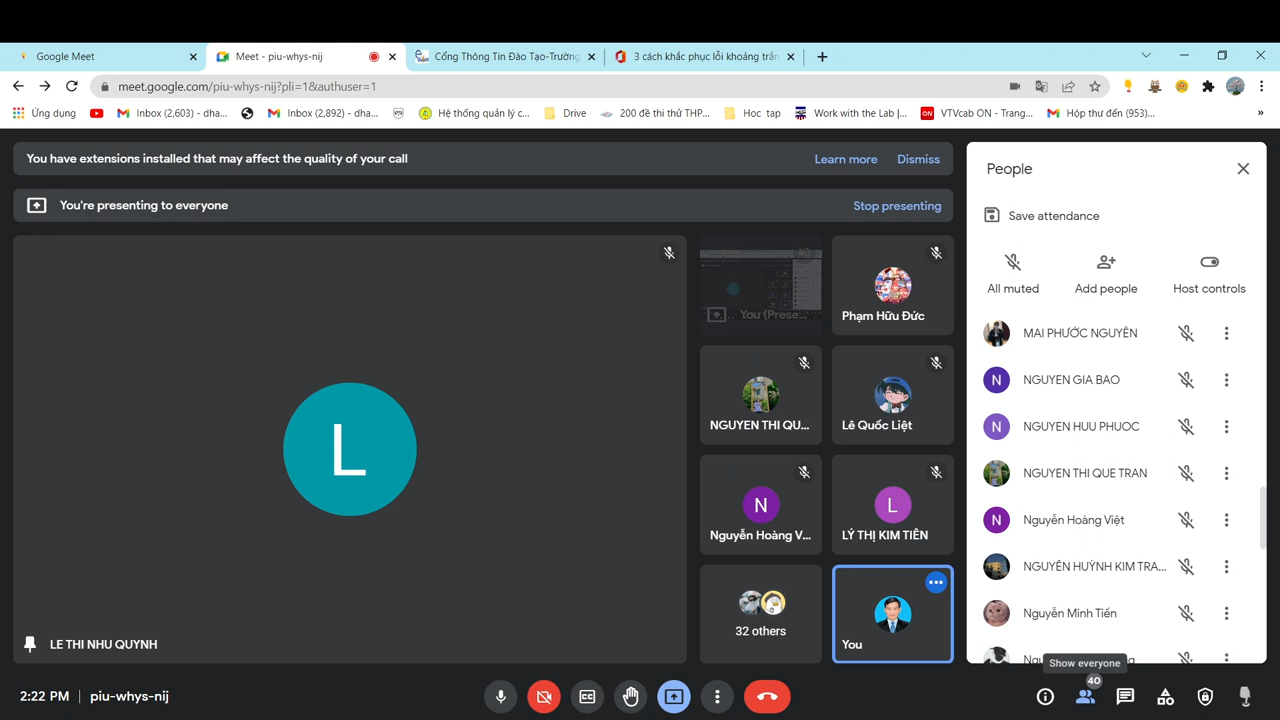 Google Meet
Meet - piu-whys-nij
Cổng Thông Tin Đào Tạo-Trường
3 cách khắc phục lỗi khoảng trắn
meet.google.com/piu-whys-nij?pli=1&authuser=1
Ứng dụng
Inbox (2,603) - dha...
Inbox (2,892) - dha...
Hệ thống quản lý c...
Drive
200 đề thi thử THP...
Hoc tap
Work with the Lab |...
VTVcab ON - Trang...
Hộp thư đến (953)...
»
You have extensions installed that may affect the quality of your call
Learn more
Dismiss
You're presenting to everyone
Stop presenting
L
LE THI NHU QUYNH
You (Prese...
Phạm Hữu Đức
NGUYEN THI QU...
Lê Quốc Liệt
N
Nguyễn Hoàng V...
L
LÝ THỊ KIM TIÊN
32 others
You
People
Save attendance
All muted
Add people
Host controls
MAI PHƯỚC NGUYÊN
N
NGUYEN GIA BAO
N
NGUYEN HUU PHUOC
NGUYEN THI QUE TRAN
N
Nguyễn Hoàng Việt
NGUYỄN HUỲNH KIM TRA...
Nguyễn Minh Tiến
Show everyone
2:22 PM
piu-whys-nij
40